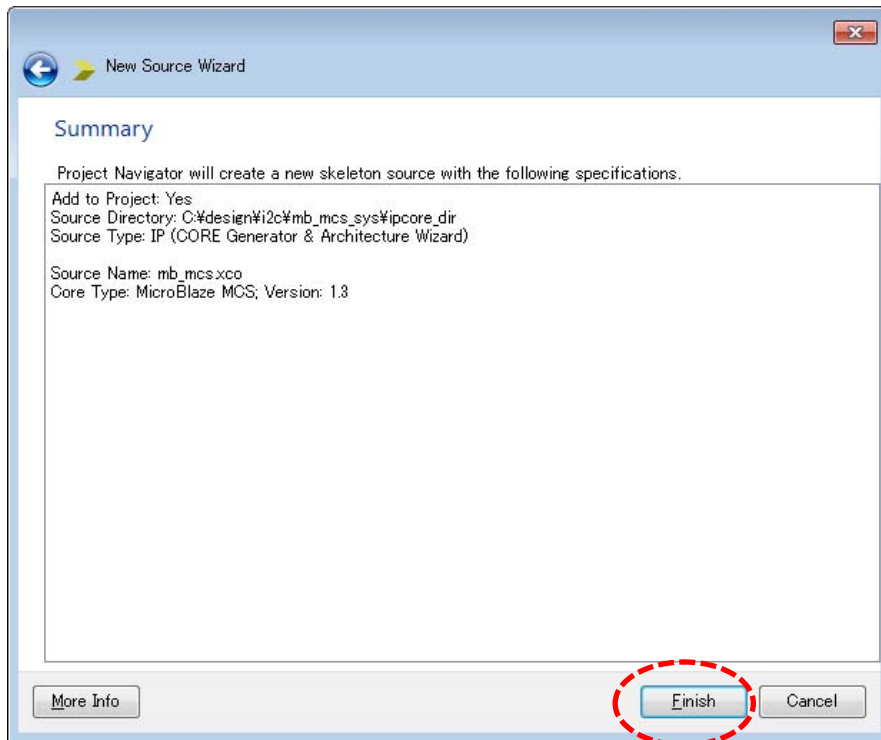 New Source Wizard
Summary
Project Navigator will create a new skeleton source with the following specifications.
Add to Project: Yes
Source Directory: C:¥design¥i2c¥mb_mcs_sys¥ipcore_dir
Source Type: IP (CORE Generator & Architecture Wizard)
Source Name: mb_mcs.xco
Core Type: MicroBlaze MCS; Version: 1.3
More Info
Finish
Cancel